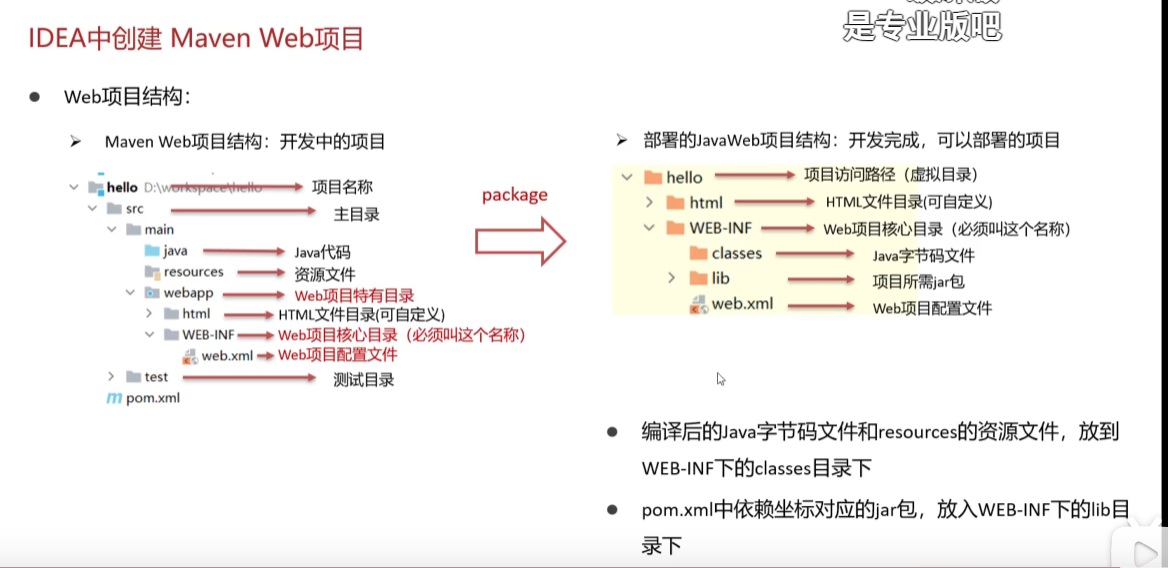 IDEA中创建 Maven Web项目
是专业版吧
Web项目结构：
Maven Web项目结构：开发中的项目
hello D:\workspace\hello 项目名称
src 主目录
main
java Java代码
resources 资源文件
webapp Web项目特有目录
html HTML文件目录(可自定义)
WEB-INF Web项目核心目录（必须叫这个名称）
web.xml Web项目配置文件
test 测试目录
pom.xml
package
部署的JavaWeb项目结构：开发完成，可以部署的项目
hello 项目访问路径（虚拟目录）
html HTML文件目录(可自定义)
WEB-INF Web项目核心目录（必须叫这个名称）
classes Java字节码文件
lib 项目所需jar包
web.xml Web项目配置文件
编译后的Java字节码文件和resources的资源文件，放到
WEB-INF下的classes目录下
pom.xml中依赖坐标对应的jar包，放入WEB-INF下的lib目
录下